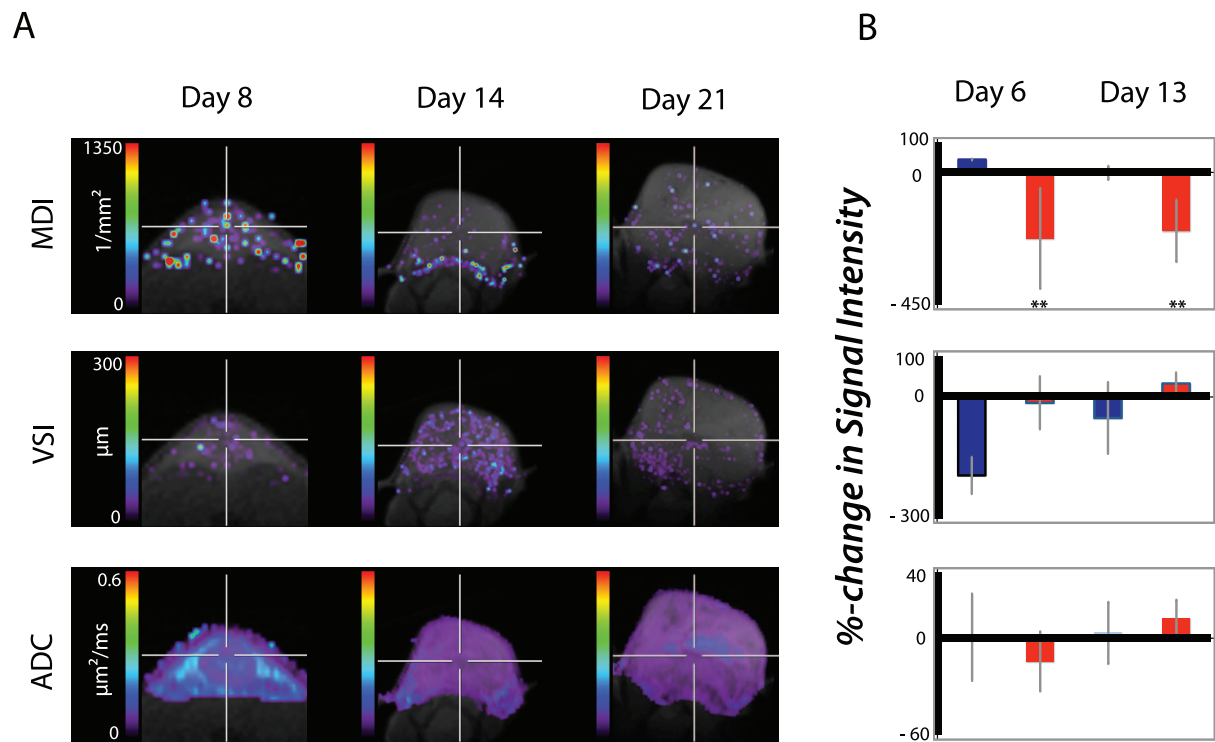 A
B
Day 8
Day 14
Day 21
Day 6
Day 13
MDI
1350
1/mm²
0
VSI
300
μm
0
ADC
0.6
μm²/ms
0
%-change in Signal Intensity
100
0
- 450
**
**
100
0
- 300
40
0
- 60